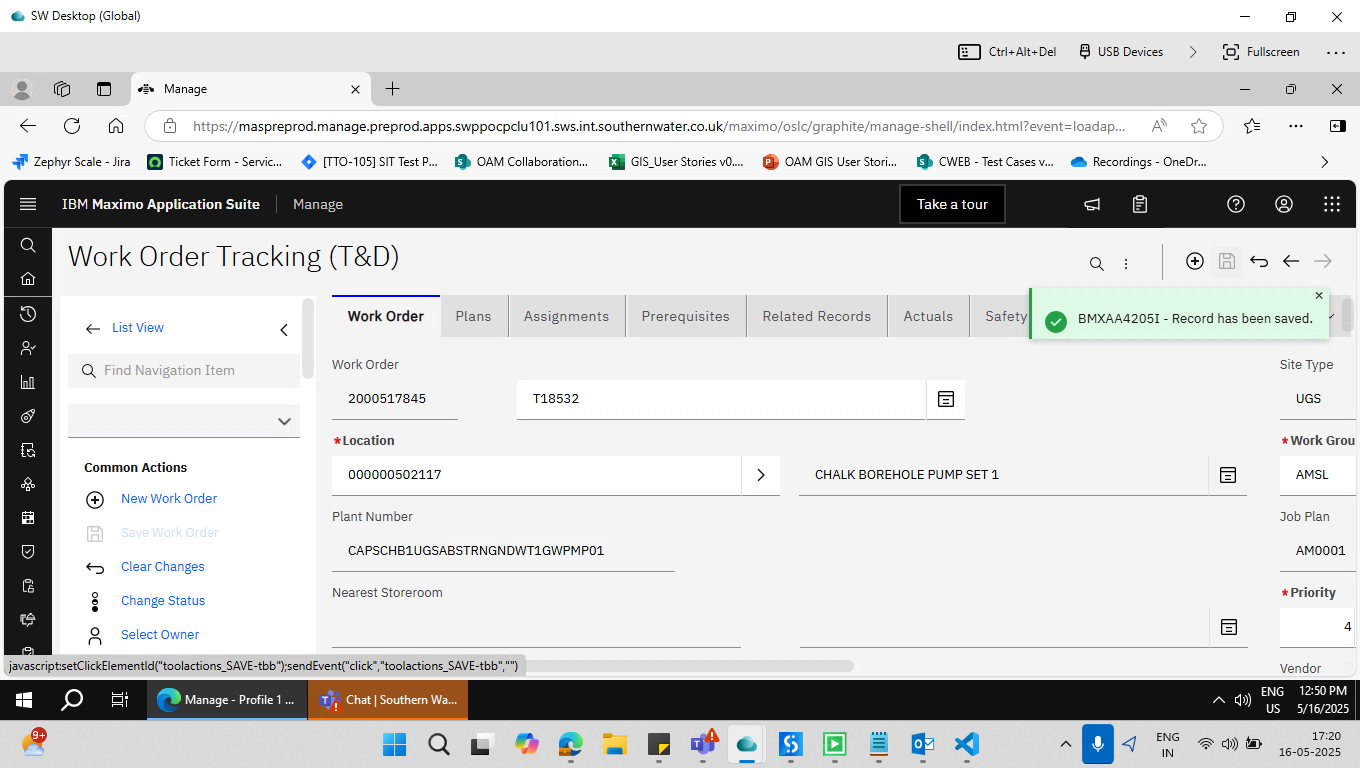 SW Desktop (Global)
Ctrl+Alt+Del USB Devices Fullscreen
Manage
https://maspreprod.manage.preprod.apps.swppocpclu101.sws.int.southernwater.co.uk/maximo/oslc/graphite/manage-shell/index.html?event=loadap...
Zephyr Scale - Jira Ticket Form - Servic... [TTO-105] SIT Test P... OAM Collaboration... GIS_User Stories v0.... OAM GIS User Stori... CWEB - Test Cases v... Recordings - OneDr...
IBM Maximo Application Suite Manage Take a tour
Work Order Tracking (T&D)
List View
Find Navigation Item
Common Actions
New Work Order
Save Work Order
Clear Changes
Change Status
Select Owner
Work Order Plans Assignments Prerequisites Related Records Actuals Safety
BMXAA4205I - Record has been saved.
Work Order Site Type
2000517845 T18532 UGS
*Location *Work Grou
000000502117 CHALK BOREHOLE PUMP SET 1 AMSL
Plant Number Job Plan
CAPSCHB1UGSABSTRNGNDWT1GWPMP01 AM0001
Nearest Storeroom *Priority
4
Vendor
javascript:setClickElementId("toolactions_SAVE-tbb");sendEvent("click","toolactions_SAVE-tbb","")
Manage - Profile 1 ... Chat | Southern Wa... ENG US 12:50 PM 5/16/2025
9+ ENG IN 17:20 16-05-2025